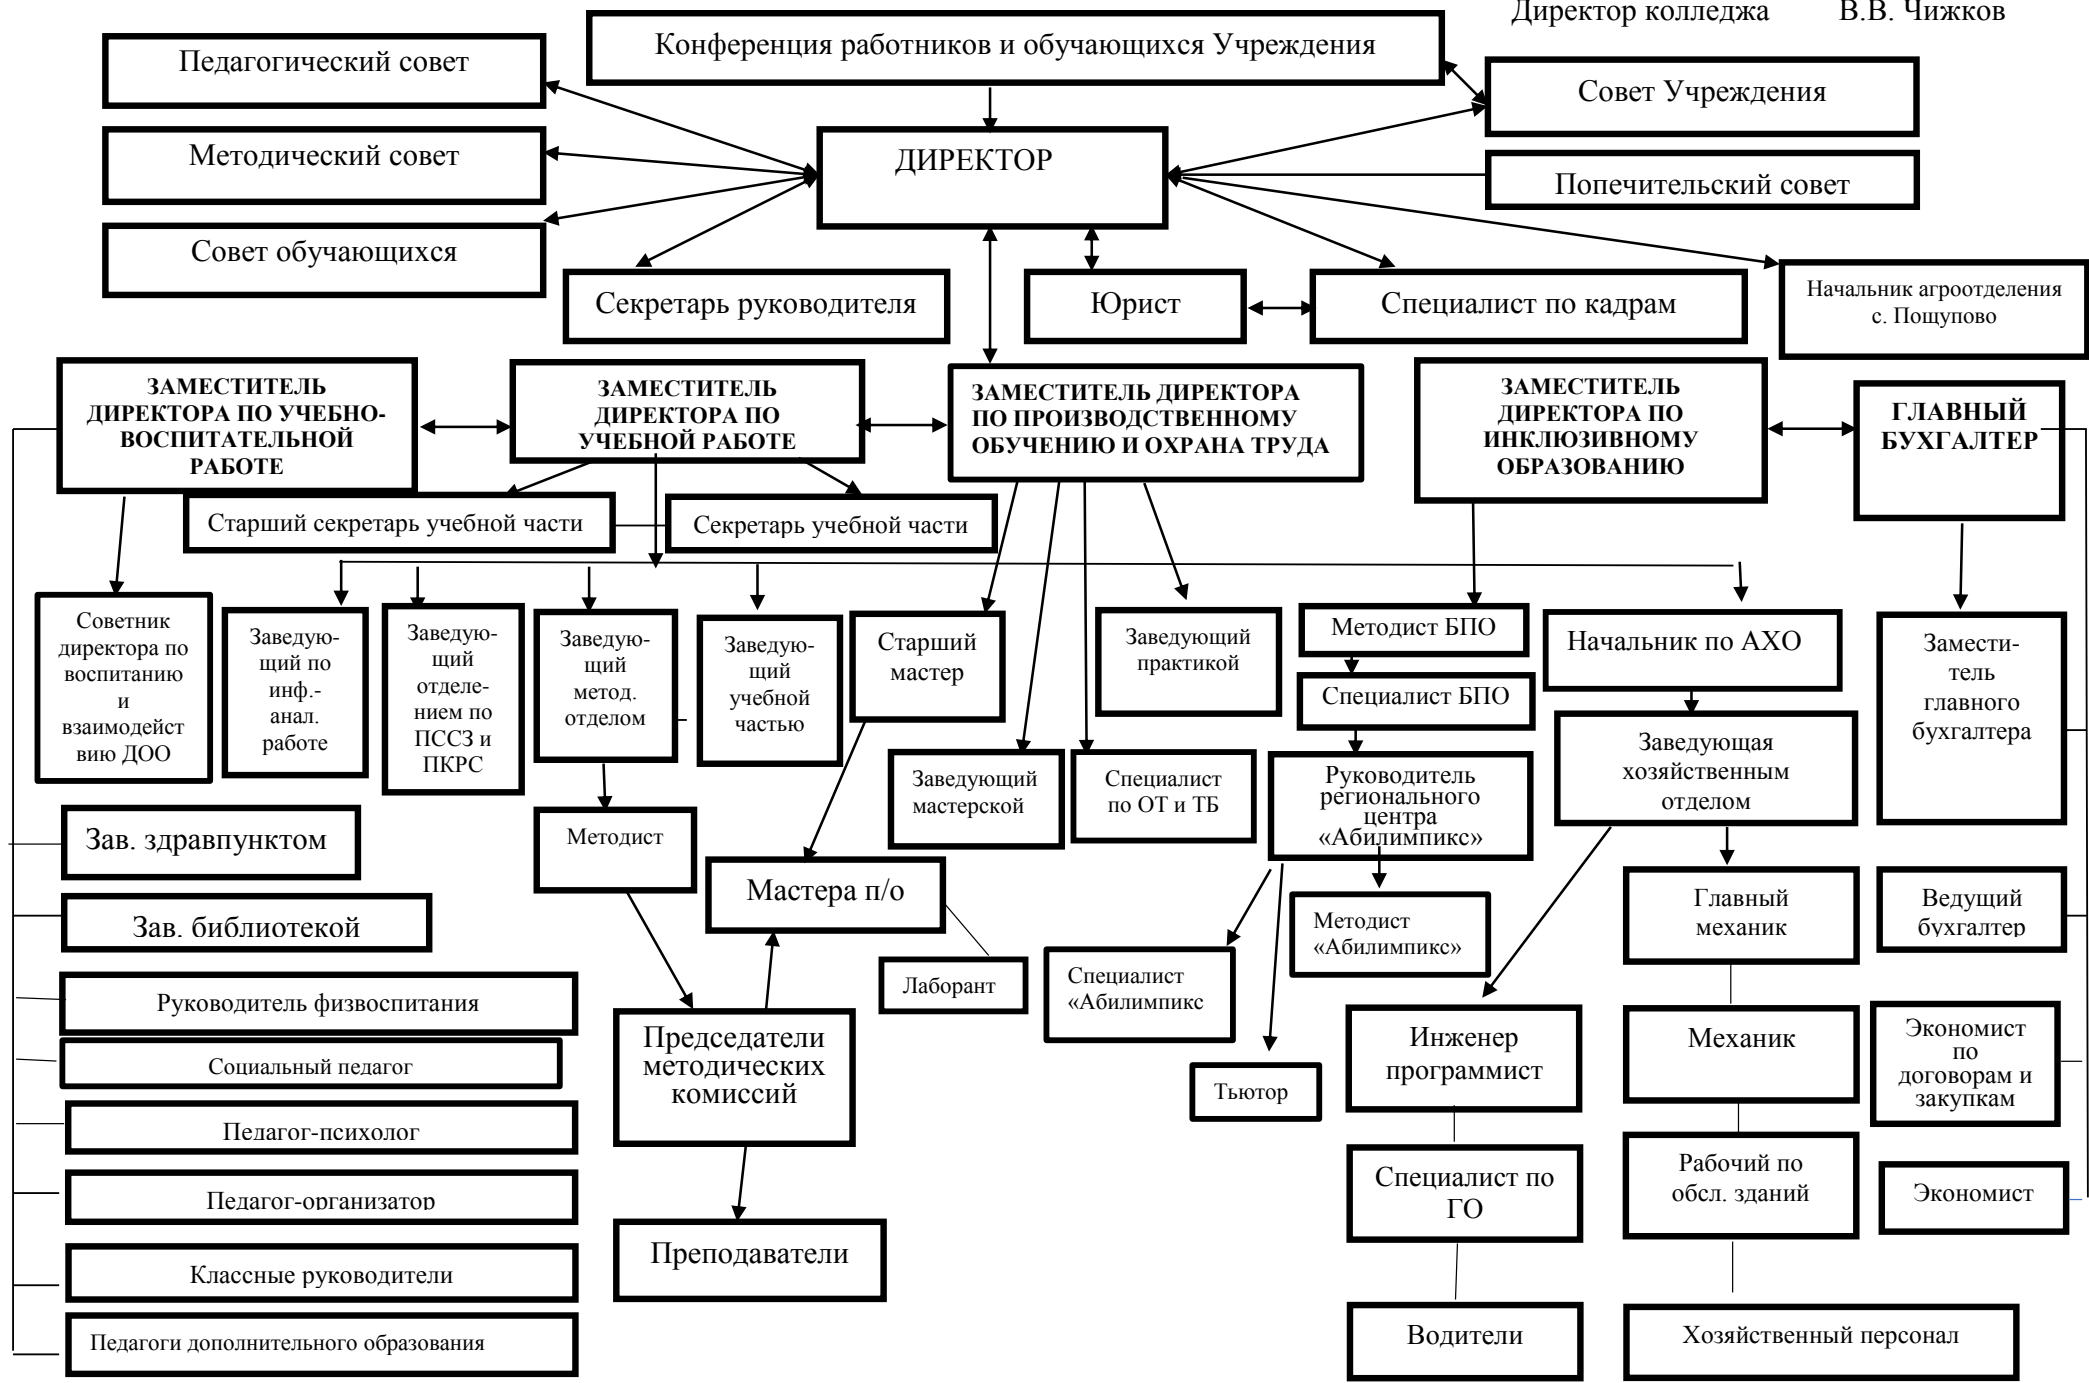 Директор колледжа В.В. Чижков
Конференция работников и обучающихся Учреждения
Педагогический совет
Совет Учреждения
Методический совет
ДИРЕКТОР
Попечительский совет
Совет обучающихся
Секретарь руководителя
Юрист
Специалист по кадрам
Начальник агроотделения
с. Пощупово
ЗАМЕСТИТЕЛЬ
ДИРЕКТОРА ПО УЧЕБНО-
ВОСПИТАТЕЛЬНОЙ
РАБОТЕ
ЗАМЕСТИТЕЛЬ
ДИРЕКТОРА ПО
УЧЕБНОЙ РАБОТЕ
ЗАМЕСТИТЕЛЬ ДИРЕКТОРА
ПО ПРОИЗВОДСТВЕННОМУ
ОБУЧЕНИЮ И ОХРАНА ТРУДА
ЗАМЕСТИТЕЛЬ
ДИРЕКТОРА ПО
ИНКЛЮЗИВНОМУ
ОБРАЗОВАНИЮ
ГЛАВНЫЙ
БУХГАЛТЕР
Старший секретарь учебной части
Секретарь учебной части
Советник
директора по
воспитанию
и
взаимодейст
вию ДОО
Заведую-
щий по
инф.-
анал.
работе
Заведую-
щий
отделе-
нием по
ПССЗ и
ПКРС
Заведую-
щий
метод.
отделом
Заведую-
щий
учебной
частью
Старший
мастер
Заведующий
практикой
Методист БПО
Специалист БПО
Начальник по АХО
Замести-
тель
главного
бухгалтера
Заведующий
мастерской
Специалист
по ОТ и ТБ
Руководитель
регионального
центра
«Абилимпикс»
Заведующая
хозяйственным
отделом
Зав. здравпунктом
Методист
Мастера п/о
Зав. библиотекой
Методист
«Абилимпикс»
Главный
механик
Ведущий
бухгалтер
Лаборант
Специалист
«Абилимпикс
Руководитель физвоспитания
Социальный педагог
Председатели
методических
комиссий
Тьютор
Инженер
программист
Механик
Экономист
по
договорам и
закупкам
Педагог-психолог
Педагог-организатор
Специалист по
ГО
Рабочий по
обсл. зданий
Экономист
Преподаватели
Классные руководители
Педагоги дополнительного образования
Водители
Хозяйственный персонал